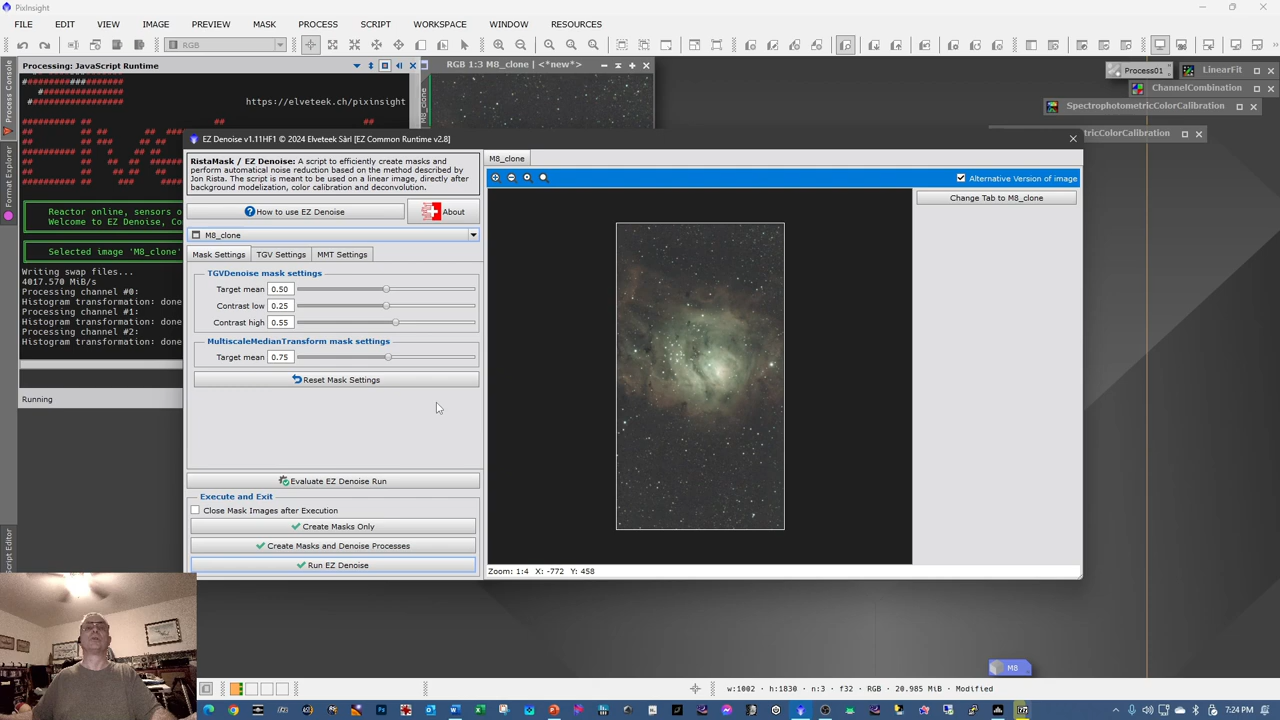 PixInsight
FILE EDIT VIEW IMAGE PREVIEW MASK PROCESS SCRIPT WORKSPACE WINDOW RESOURCES
RGB
Processing: JavaScript Runtime
RGB 1:3 M8_clone | <*new*>
Process01
LinearFit
ChannelCombination
SpectrophotometricColorCalibration
etricColorCalibration
Process Console
Format Explorer
Script Editor
M8_clone
https://elveteek.ch/pixinsight
Reactor online, sensors o
Welcome to EZ Denoise, Co
Selected image 'M8_clone'
Writing swap files...
4017.570 MiB/s
Processing channel #0:
Histogram transformation: done
Processing channel #1:
Histogram transformation: done
Processing channel #2:
Histogram transformation: done
Running
EZ Denoise v1.11HF1 © 2024 Elveteek Sàrl [EZ Common Runtime v2.8]
RistaMask / EZ Denoise: A script to efficiently create masks and
perform automatical noise reduction based on the method described by
Jon Rista. The script is meant to be used on a linear image, directly after
background modelization, color calibration and deconvolution.
How to use EZ Denoise
About
M8_clone
Mask Settings TGV Settings MMT Settings
TGVDenoise mask settings
Target mean 0.50
Contrast low 0.25
Contrast high 0.55
MultiscaleMedianTransform mask settings
Target mean 0.75
Reset Mask Settings
Evaluate EZ Denoise Run
Execute and Exit
Close Mask Images after Execution
Create Masks Only
Create Masks and Denoise Processes
Run EZ Denoise
M8_clone
Alternative Version of image
Change Tab to M8_clone
Zoom: 1:4 X: -772 Y: 458
M8
w:1002 · h:1830 · n:3 · f32 · RGB · 20.985 MiB · Modified
7:24 PM